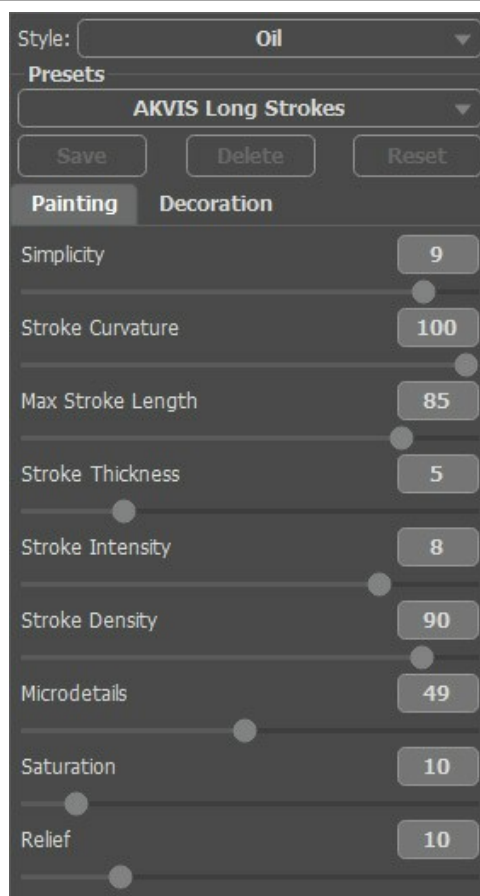 Style: Oil
Presets
AKVIS Long Strokes
Save Delete Reset
Painting Decoration
Simplicity 9
Stroke Curvature 100
Max Stroke Length 85
Stroke Thickness 5
Stroke Intensity 8
Stroke Density 90
Microdetails 49
Saturation 10
Relief 10